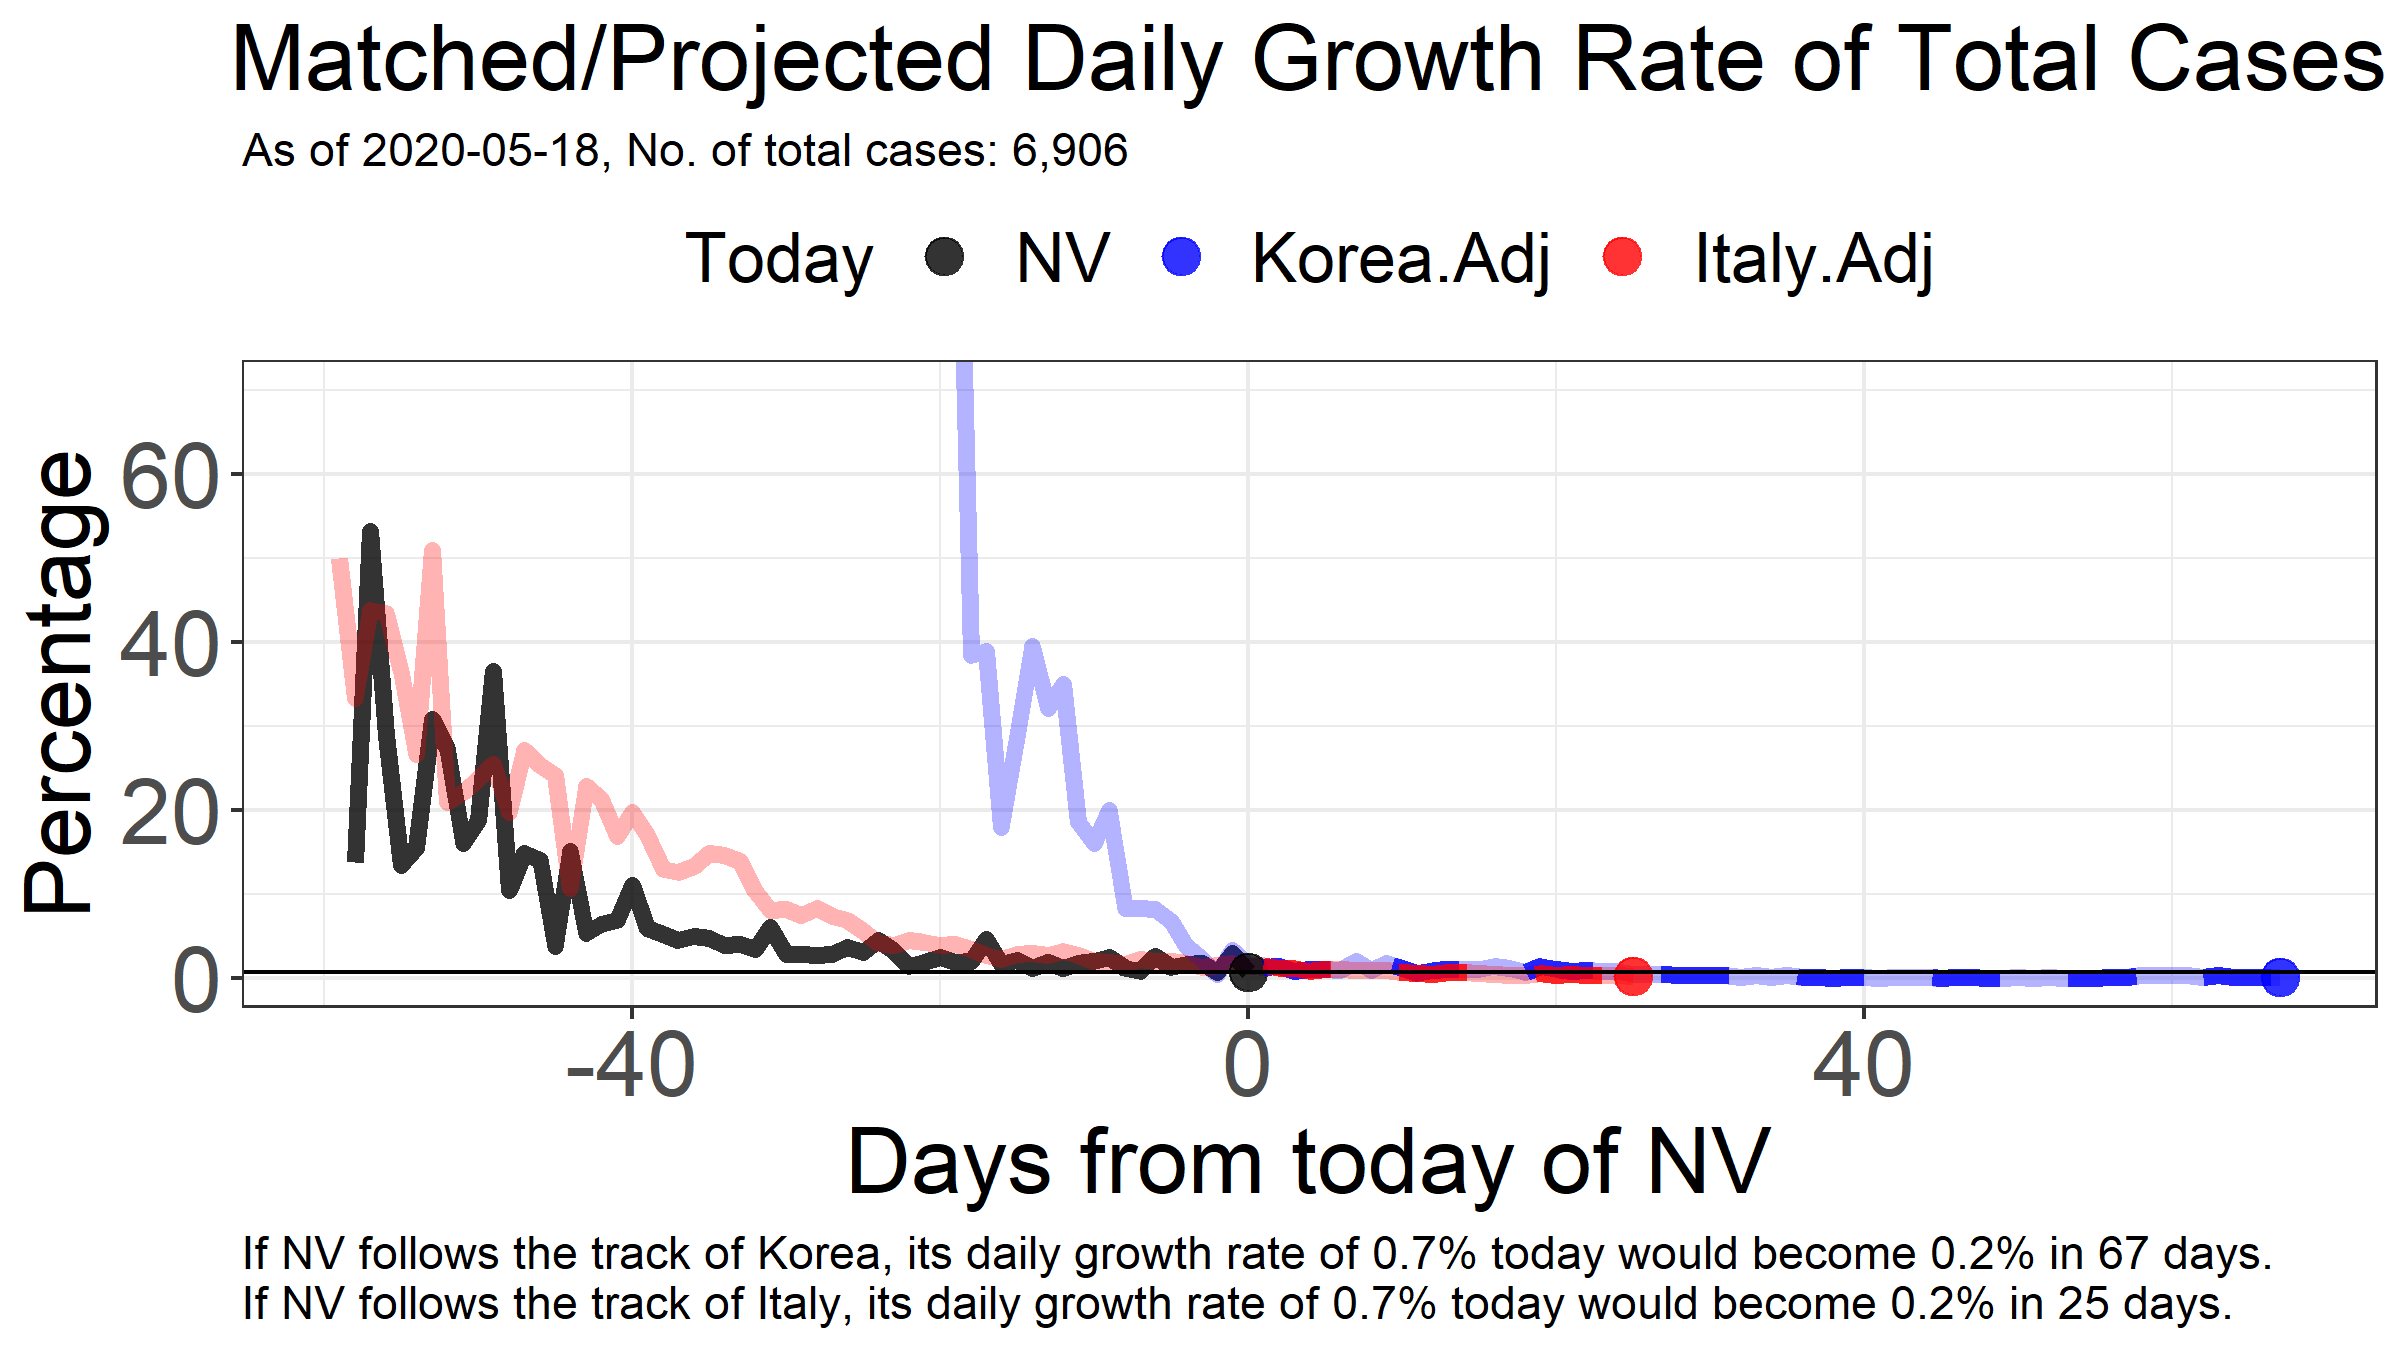 Matched/Projected Daily Growth Rate of Total Cases
As of 2020-05-18, No. of total cases: 6,906
Today NV Korea.Adj Italy.Adj
Percentage
60
40
20
0
-40 0 40
Days from today of NV
If NV follows the track of Korea, its daily growth rate of 0.7% today would become 0.2% in 67 days.
If NV follows the track of Italy, its daily growth rate of 0.7% today would become 0.2% in 25 days.